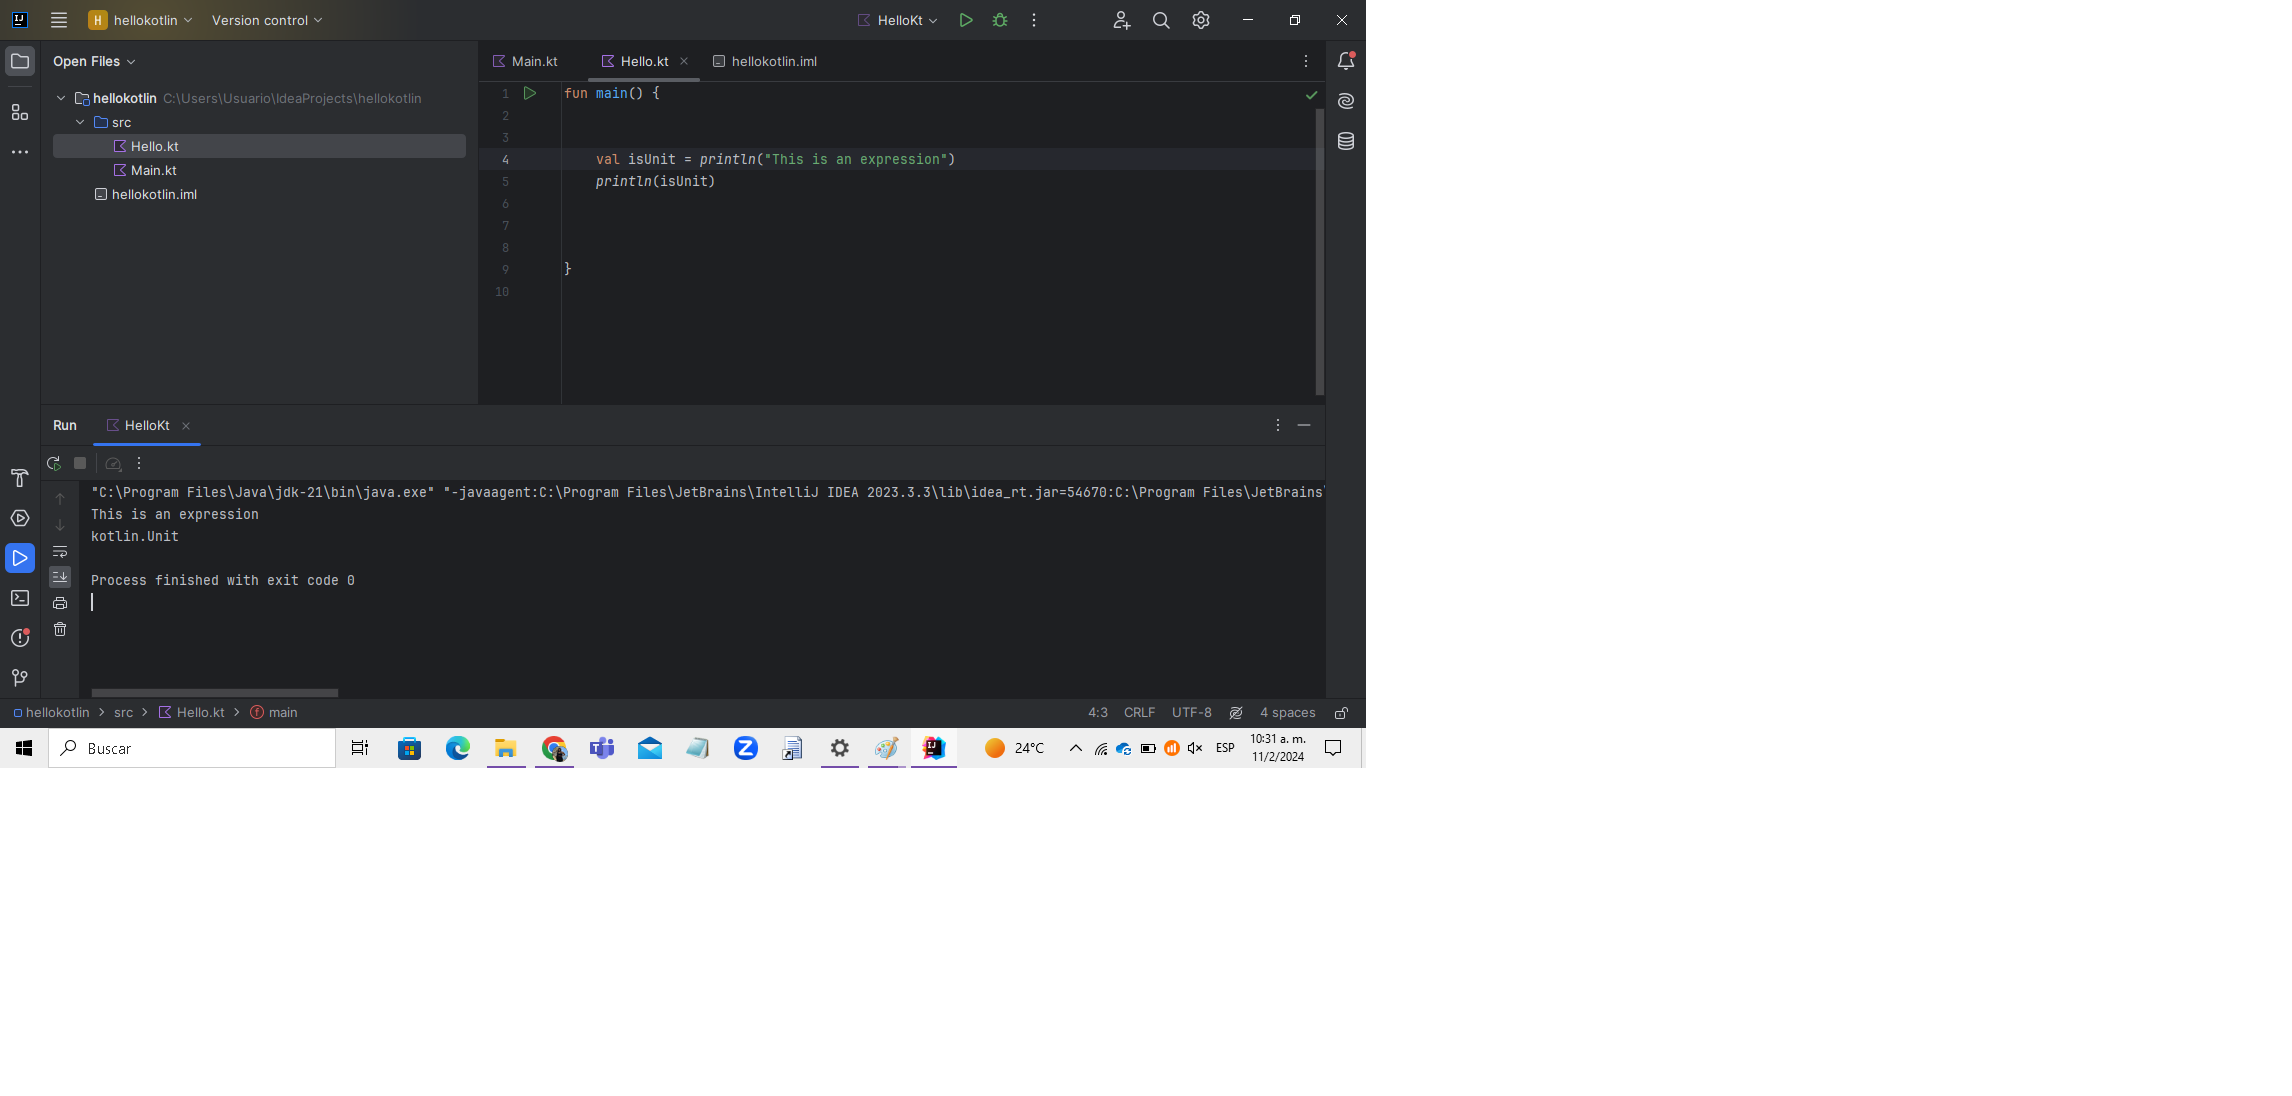 IJ
H hellokotlin Version control HelloKt
Open Files
hellokotlin C:\Users\Usuario\IdeaProjects\hellokotlin
src
Hello.kt
Main.kt
hellokotlin.iml
Main.kt Hello.kt hellokotlin.iml
1 fun main() {
2
3
4 val isUnit = println("This is an expression")
5 println(isUnit)
6
7
8
9 }
10
Run HelloKt
"C:\Program Files\Java\jdk-21\bin\java.exe" "-javaagent:C:\Program Files\JetBrains\IntelliJ IDEA 2023.3.3\lib\idea_rt.jar=54670:C:\Program Files\JetBrains\
This is an expression
kotlin.Unit
Process finished with exit code 0
hellokotlin > src > Hello.kt > main 4:3 CRLF UTF-8 4 spaces
Buscar 24°C ESP 10:31 a. m.
11/2/2024